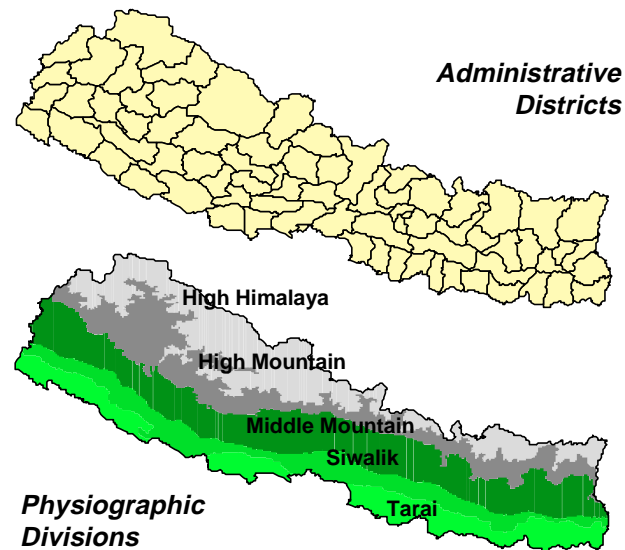 Administrative
Districts
High Himalaya
High Mountain
Middle Mountain
Siwalik
Tarai
Physiographic
Divisions